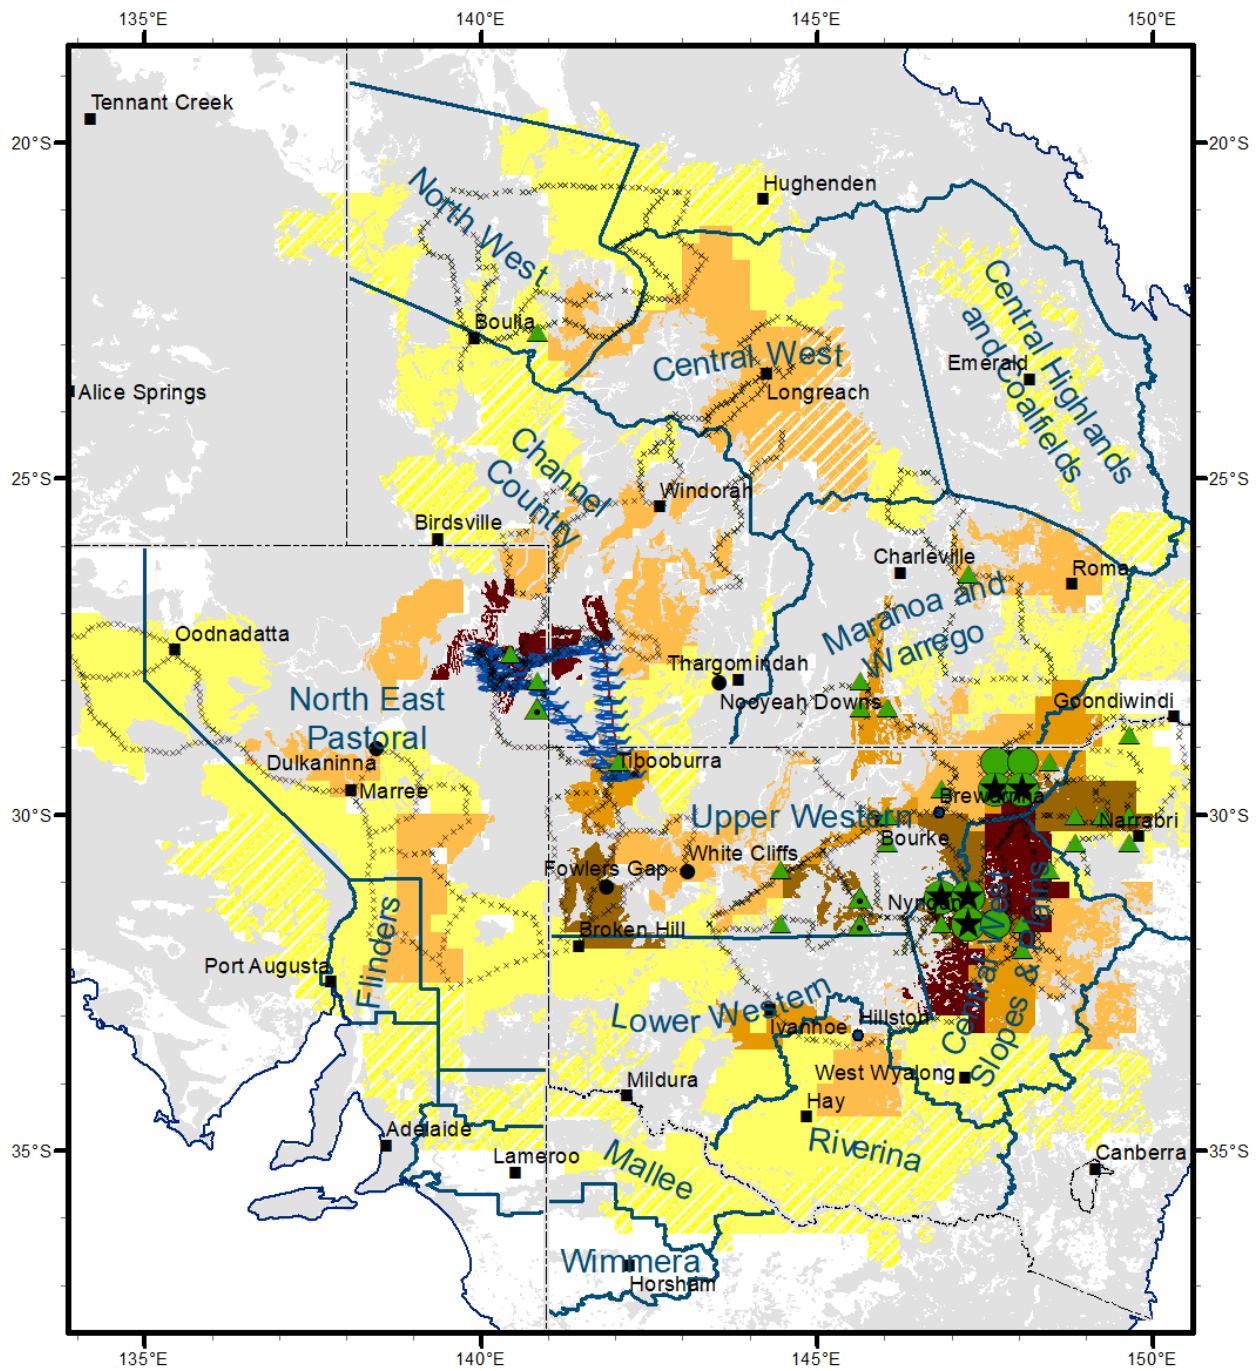 135°E
140°E
145°E
150°E
Tennant Creek
20°S
20°S
Hughenden
North West
Central Highlands
and Coalfields
Boulia
Central West
Emerald
Alice Springs
Longreach
Channel
Country
25°S
25°S
Windorah
Birdsville
Charleville
Roma
Maranoa and
Warrego
Oodnadatta
Thargomindah
Nooyeah Downs
Goondiwindi
North East
Pastoral
Dulkaninna
Tibooburra
Marree
Brewarrina
30°S
30°S
Upper Western
Narrabri
Bourke
White Cliffs
Fowlers Gap
Nyngan
Central West
Slopes & Plains
Broken Hill
Flinders
Port Augusta
Lower Western
Ivanhoe
Hillston
West Wyalong
Mildura
Hay
Adelaide
Riverina
35°S
35°S
Lameroo
Mallee
Canberra
Wimmera
Horsham
135°E
140°E
145°E
150°E